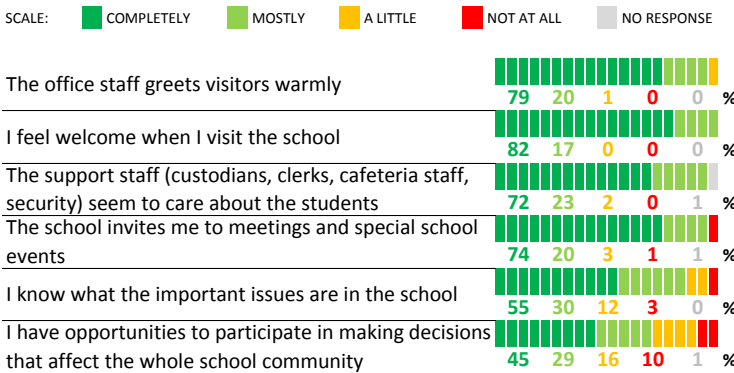 SCALE: COMPLETELY MOSTLY A LITTLE NOT AT ALL NO RESPONSE
The office staff greets visitors warmly
79 20 1 0 0 %
I feel welcome when I visit the school
82 17 0 0 0 %
The support staff (custodians, clerks, cafeteria staff,
security) seem to care about the students
72 23 2 0 1 %
The school invites me to meetings and special school
events
74 20 3 1 1 %
I know what the important issues are in the school
55 30 12 3 0 %
I have opportunities to participate in making decisions
that affect the whole school community
45 29 16 10 1 %